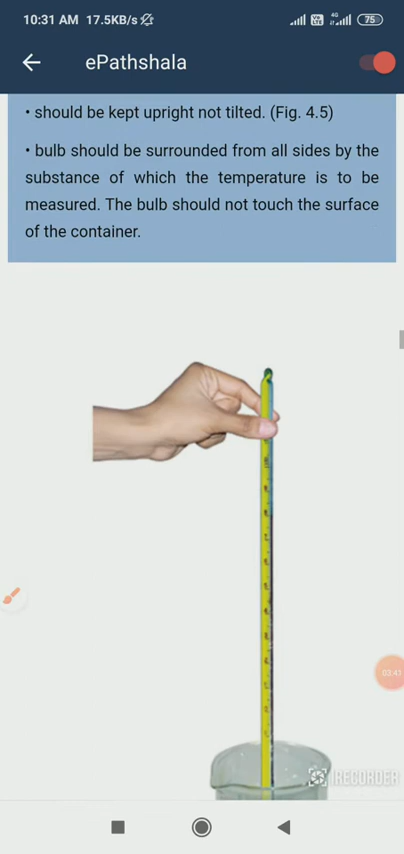 10:31 AM 17.5KB/s
4G
75
ePathshala
• should be kept upright not tilted. (Fig. 4.5)
• bulb should be surrounded from all sides by the
substance of which the temperature is to be
measured. The bulb should not touch the surface
of the container.
03:41
iRECORDER